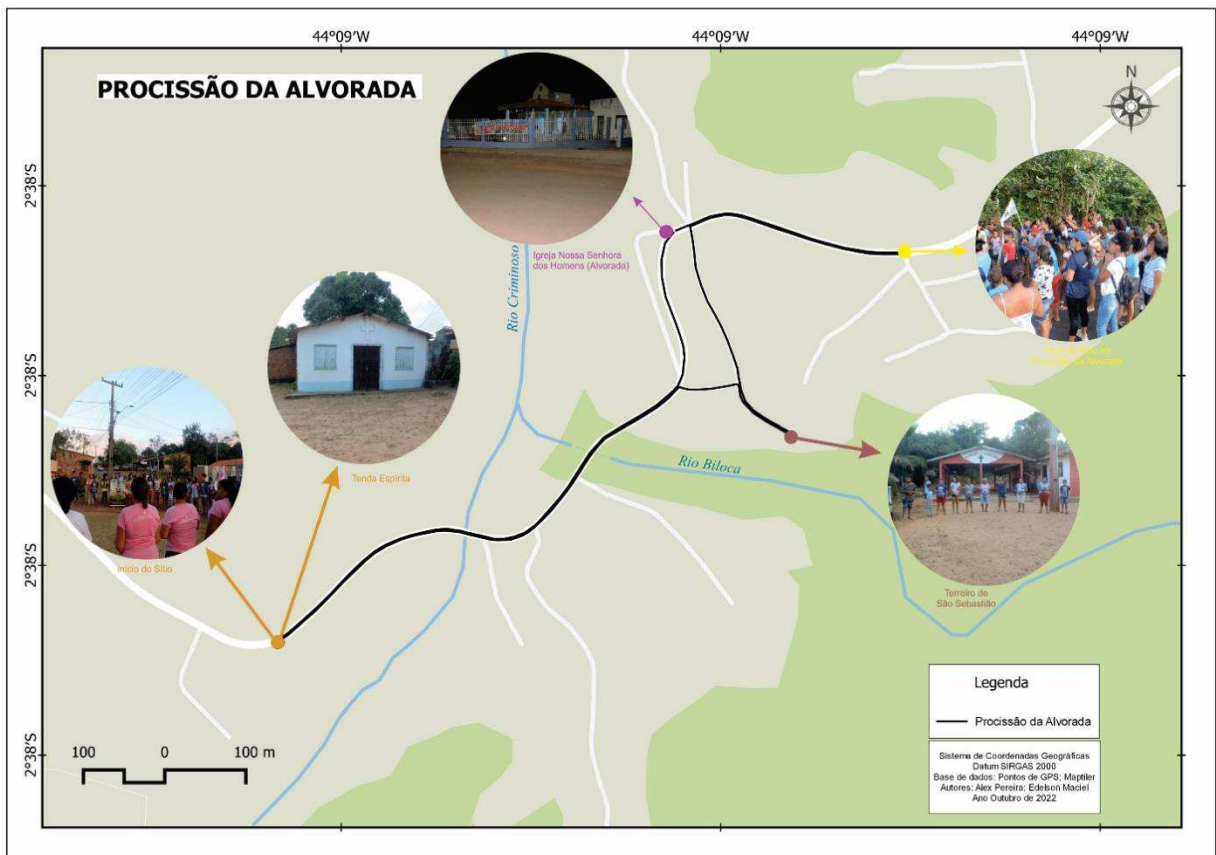 44°09'W
44°09'W
44°09'W
PROCISSÃO DA ALVORADA
N
2°38'S
2°38'S
2°38'S
2°38'S
Igreja Nossa Senhora
dos Homens (Alvorada)
Rio Criminoso
da Alvorada
Tenda Espírita
Rio Biloca
Início do Sítio
Terreiro de
São Sebastião
100 0 100 m
Legenda
Procissão da Alvorada
Sistema de Coordenadas Geográficas
Datum SIRGAS 2000
Base de dados: Pontos de GPS; Maptiler
Autores: Alex Pereira; Edelson Maciel
Ano Outubro de 2022